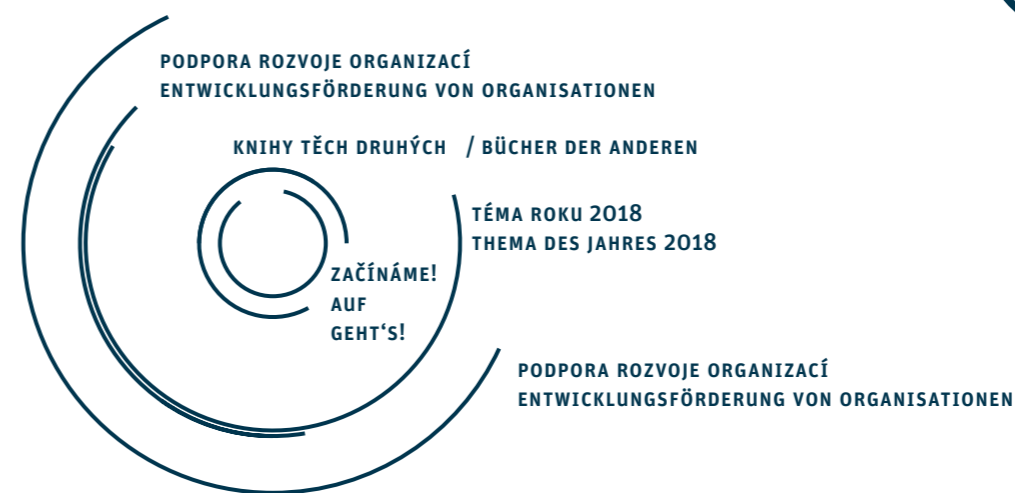 PODPORA ROZVOJE ORGANIZACÍ
ENTWICKLUNGSFÖRDERUNG VON ORGANISATIONEN
KNIHY TĚCH DRUHÝCH / BÜCHER DER ANDEREN
TÉMA ROKU 2018
THEMA DES JAHRES 2018
ZAČÍNÁME!
AUF
GEHT‘S!
PODPORA ROZVOJE ORGANIZACÍ
ENTWICKLUNGSFÖRDERUNG VON ORGANISATIONEN